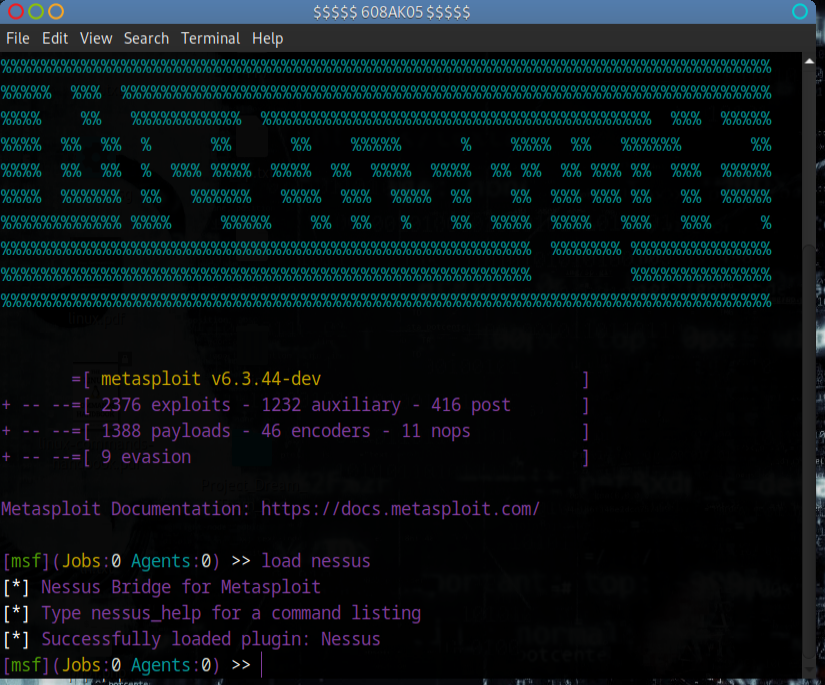 $$$$$ 608AK05 $$$$$
File Edit View Search Terminal Help
%%%%%%%%%%%%%%%%%%%%%%%%%%%%%%%%%%%%%%%%%%%%%%%%%%%%%%%%%%%%%%%%%%%%%%%%%%%%%%%
%%%%%  %%%  %%%%%%%%%%%%%%%%%%%%%%%%%%%%%%%%%%%%%%%%%%%%%%%%%%%%%%%%%%%%%%%%%
%%%%    %%   %%%%%%%%%%%  %%%%%%%%%%%%%%%%%%%%%%%%%%%%%%%%%%%%%%%  %%%  %%%%%
%%%%  %%  %%  %      %%      %%    %%%%%      %    %%%%  %%   %%%%%%       %%
%%%%  %%  %%  %  %%% %%%%  %%%%  %%  %%%%  %%%%  %% %%  %% %%% %%  %%%  %%%%%
%%%%  %%%%%%  %%   %%%%%%   %%%%  %%%  %%%%  %%    %%  %%% %%% %%   %%  %%%%%
%%%%%%%%%%%% %%%%     %%%%%    %%  %%   %    %%  %%%%  %%%%   %%%   %%%     %
%%%%%%%%%%%%%%%%%%%%%%%%%%%%%%%%%%%%%%%%%%%%%%%%%%%%%  %%%%%%% %%%%%%%%%%%%%%
%%%%%%%%%%%%%%%%%%%%%%%%%%%%%%%%%%%%%%%%%%%%%%%%%%%%%          %%%%%%%%%%%%%%
%%%%%%%%%%%%%%%%%%%%%%%%%%%%%%%%%%%%%%%%%%%%%%%%%%%%%%%%%%%%%%%%%%%%%%%%%%%%%%%
=[ metasploit v6.3.44-dev ]
+ -- --=[ 2376 exploits - 1232 auxiliary - 416 post ]
+ -- --=[ 1388 payloads - 46 encoders - 11 nops ]
+ -- --=[ 9 evasion ]
Metasploit Documentation: https://docs.metasploit.com/
[msf](Jobs:0 Agents:0) >> load nessus
[*] Nessus Bridge for Metasploit
[*] Type nessus_help for a command listing
[*] Successfully loaded plugin: Nessus
[msf](Jobs:0 Agents:0) >>